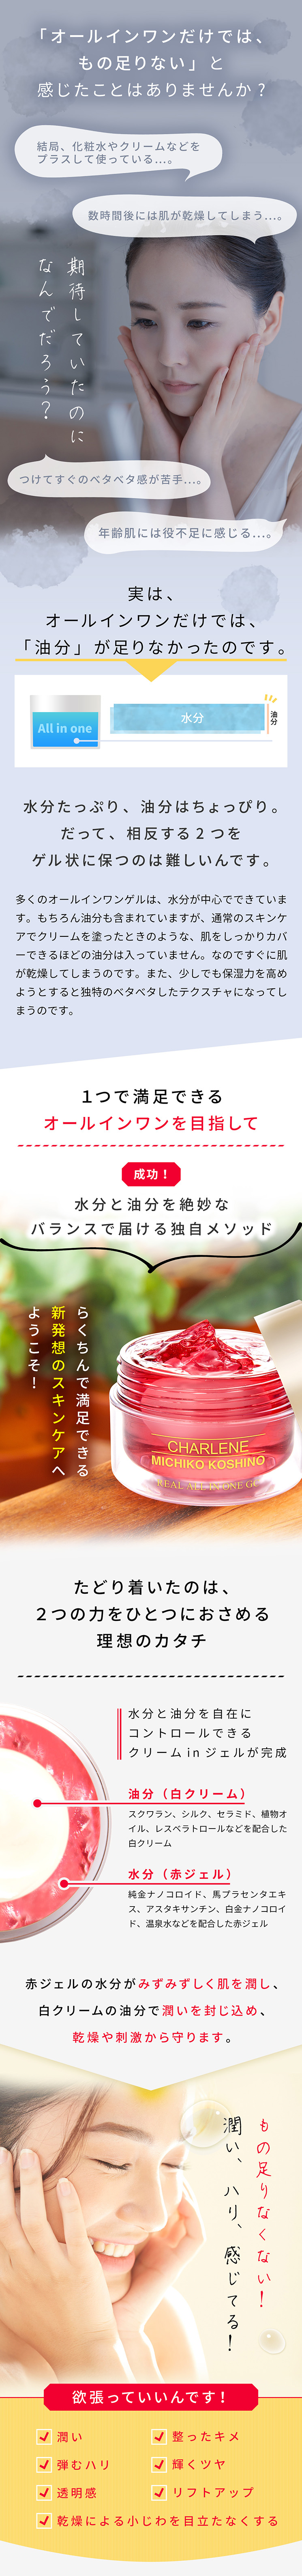 「オールインワンだけでは、
もの足りない」と
感じたことはありませんか？
結局、化粧水やクリームなどを
プラスして使っている…。
数時間後には肌が乾燥してしまう…。
期待していたのに
なんでだろう？
つけてすぐのベタベタ感が苦手…。
年齢肌には役不足に感じる…。
実は、
オールインワンだけでは、
「油分」が足りなかったのです。
All in one
水分
油分
水分たっぷり、油分はちょっぴり。
だって、相反する2つを
ゲル状に保つのは難しいんです。
多くのオールインワンゲルは、水分が中心でできていま
す。もちろん油分も含まれていますが、通常のスキンケ
アでクリームを塗ったときのような、肌をしっかりカバ
ーできるほどの油分は入っていません。なのですぐに肌
が乾燥してしまうのです。また、少しでも保湿力を高め
ようとすると独特のベタベタしたテクスチャになってし
まうのです。
1つで満足できる
オールインワンを目指して
成功！
水分と油分を絶妙な
バランスで届ける独自メソッド
らくちんで満足できる
新発想のスキンケアへ
ようこそ！
CHARLENE
MICHIKO KOSHINO
REAL ALL IN ONE GE
たどり着いたのは、
2つの力をひとつにおさめる
理想のカタチ
水分と油分を自在に
コントロールできる
クリームinジェルが完成
油分（白クリーム）
スクワラン、シルク、セラミド、植物オ
イル、レスベラトロールなどを配合した
白クリーム
水分（赤ジェル）
純金ナノコロイド、馬プラセンタエキ
ス、アスタキサンチン、白金ナノコロイ
ド、温泉水などを配合した赤ジェル
赤ジェルの水分がみずみずしく肌を潤し、
白クリームの油分で潤いを封じ込め、
乾燥や刺激から守ります。
もの足りなくない！
潤い、ハリ、感じてる！
欲張っていいんです！
潤い
整ったキメ
弾むハリ
輝くツヤ
透明感
リフトアップ
乾燥による小じわを目立たなくする